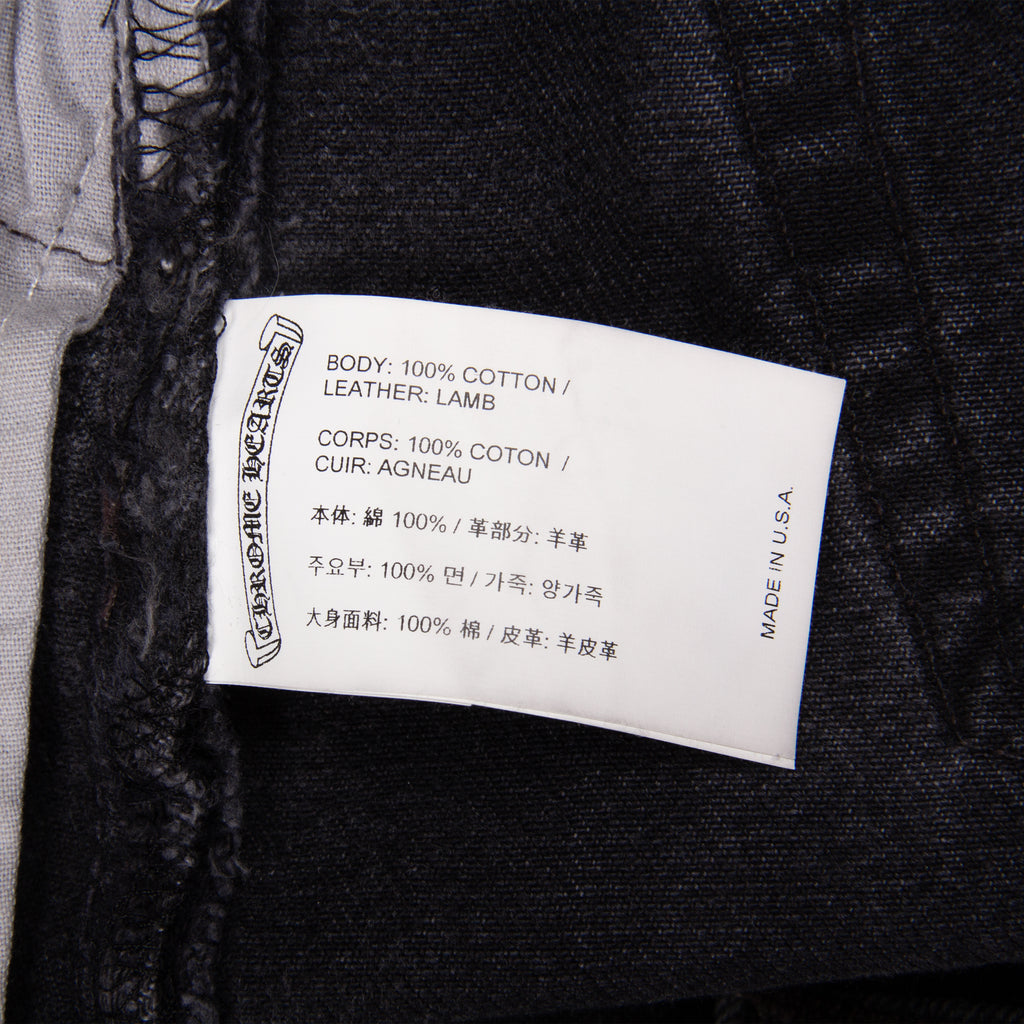 CHROME HEARTS
BODY: 100% COTTON /
LEATHER: LAMB
CORPS: 100% COTON /
CUIR: AGNEAU
本体: 綿 100% / 革部分: 羊革
주요부: 100% 면 / 가죽: 양가죽
大身面料: 100% 棉 / 皮革: 羊皮革
MADE IN U.S.A.